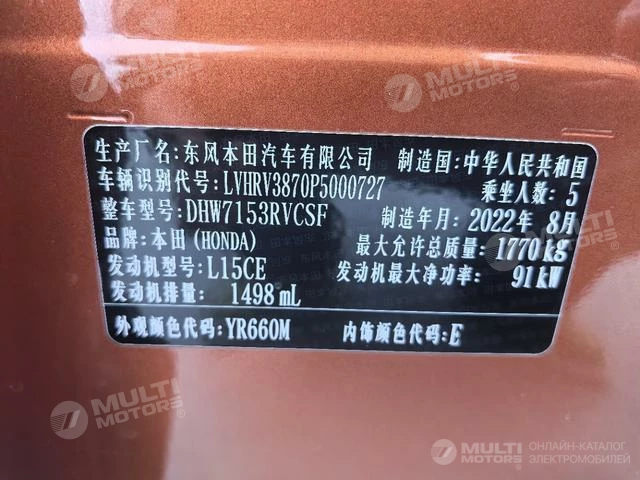 MULTI MOTORS®
MULTI MOTORS®
生产厂名:东风本田汽车有限公司 制造国:中华人民共和国
车辆识别代号:LVHRV3870P5000727 乘坐人数:5
整车型号:DHW7153RVCSF 制造年月:2022年8月
品牌:本田(HONDA) 最大允许总质量:1770kg
发动机型号:L15CE 发动机最大净功率:91kW
发动机排量:1498mL
外观颜色代码:YR660M 内饰颜色代码:E
MULTI MOTORS®
MULTI MOTORS®
ОНЛАЙН-КАТАЛОГ
ЭЛЕКТРОМОБИЛЕЙ